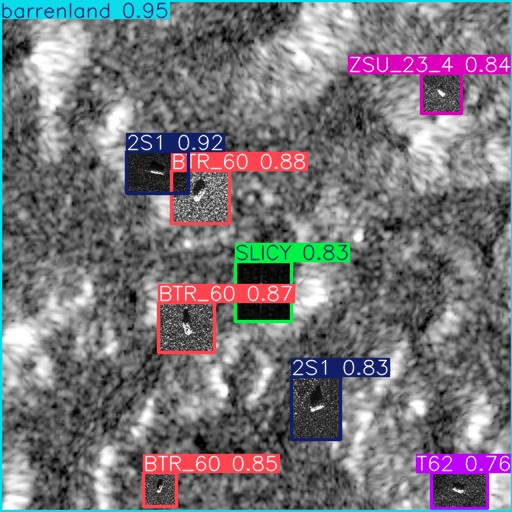 barrenland 0.95
ZSU_23_4 0.84
2S1 0.92
BTR_60 0.88
SLICY 0.83
BTR_60 0.87
2S1 0.83
BTR_60 0.85
T62 0.76